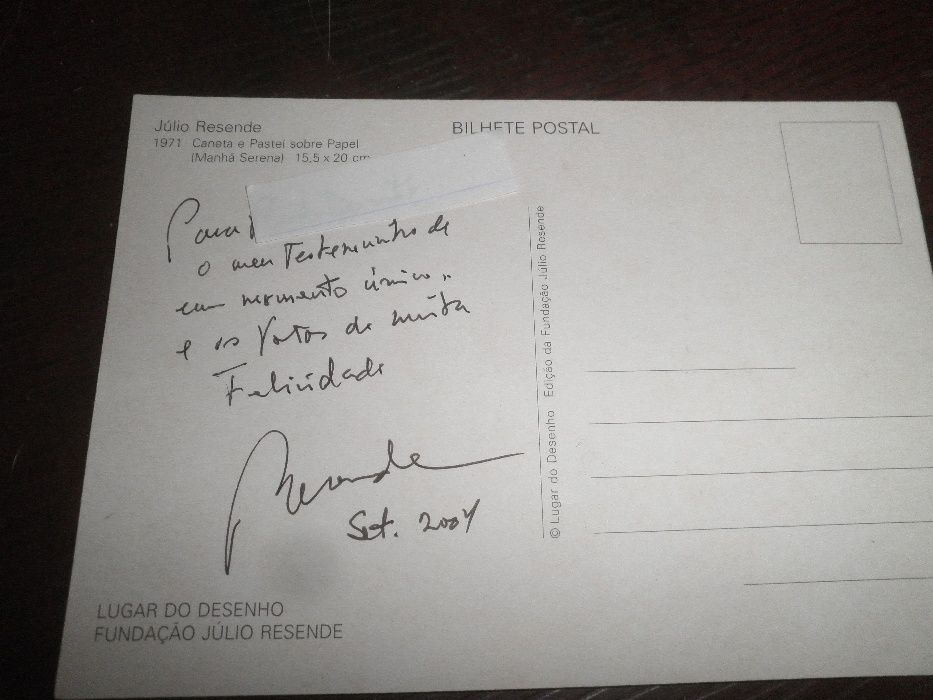 Júlio Resende
1971 Caneta e Pastel sobre Papel
(Manhã Serena) 15,5 x 20 cm
BILHETE POSTAL
Para
o meu Testemunho de
um momento único,
e os Votos de muita
Felicidade
Resende
Set. 2004
© Lugar do Desenho Edição da Fundação Júlio Resende
LUGAR DO DESENHO
FUNDAÇÃO JÚLIO RESENDE